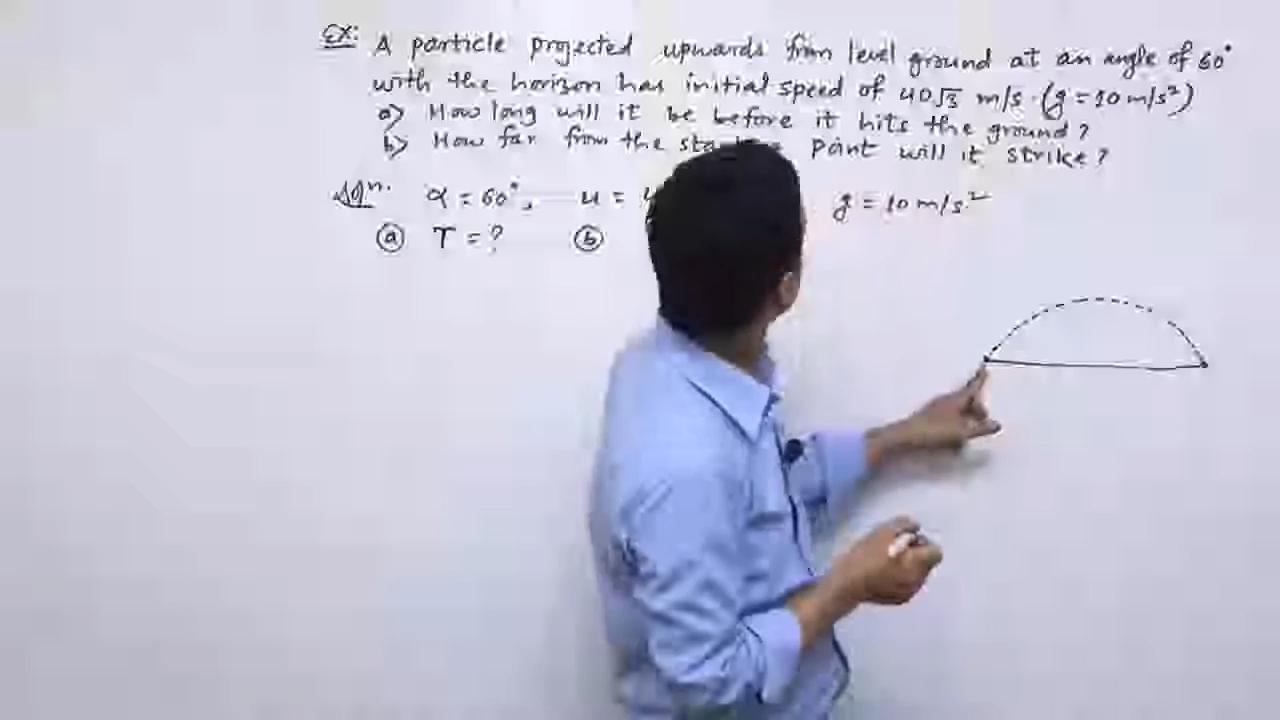 Ex: A particle projected upwards from level ground at an angle of 60°
with the horizon has initial speed of 40√3 m/s. (g = 10 m/s²)
a) How long will it be before it hits the ground?
b) How far from the point will it strike?
Solⁿ. α = 60°, u = g = 10 m/s²
ⓐ T = ? ⓑ